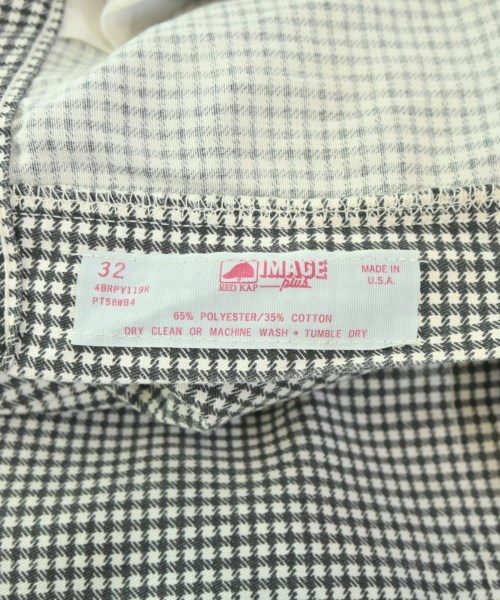 32
4BRPY119R
PT58WB4
RED KAP
IMAGE
plus
MADE IN
U.S.A.
65% POLYESTER/35% COTTON
DRY CLEAN OR MACHINE WASH * TUMBLE DRY